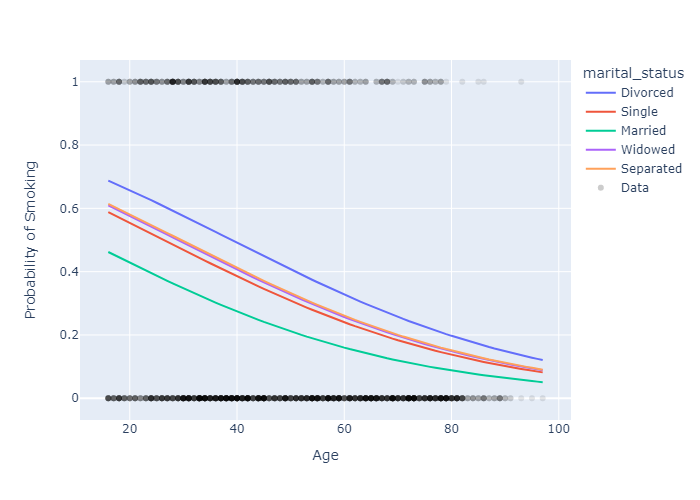 marital_status
Divorced
Single
Married
Widowed
Separated
Data
1
0.8
0.6
0.4
0.2
0
Probability of Smoking
20 40 60 80 100
Age